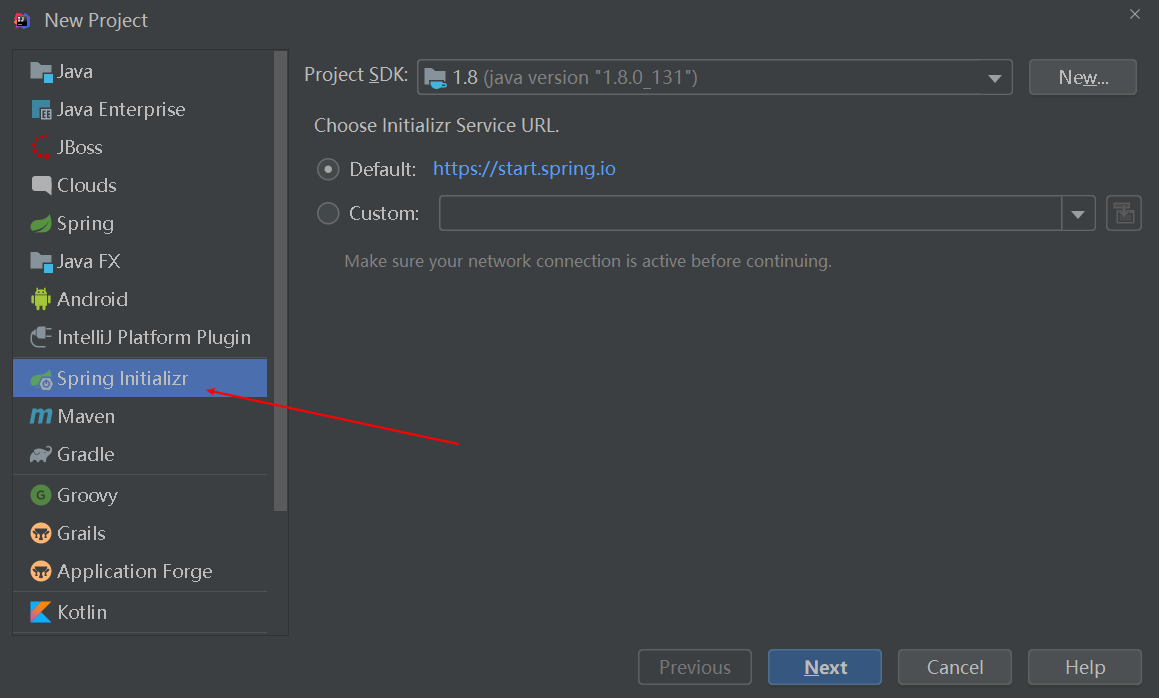 New Project
Java
Java Enterprise
JBoss
Clouds
Spring
Java FX
Android
IntelliJ Platform Plugin
Spring Initializr
Maven
Gradle
Groovy
Grails
Application Forge
Kotlin
Project SDK: 1.8 (java version "1.8.0_131") New...
Choose Initializr Service URL.
Default: https://start.spring.io
Custom:
Make sure your network connection is active before continuing.
Previous Next Cancel Help